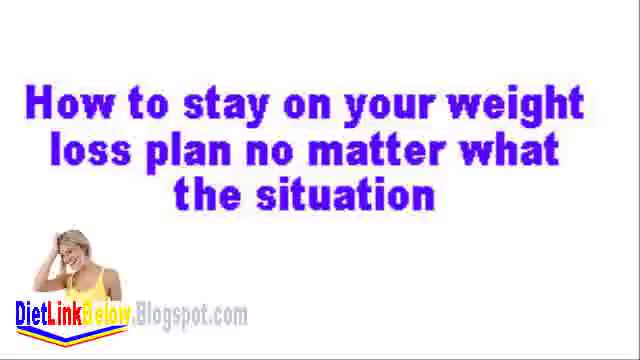 How to stay on your weight
loss plan no matter what
the situation
DietLinkBelow.Blogspot.com